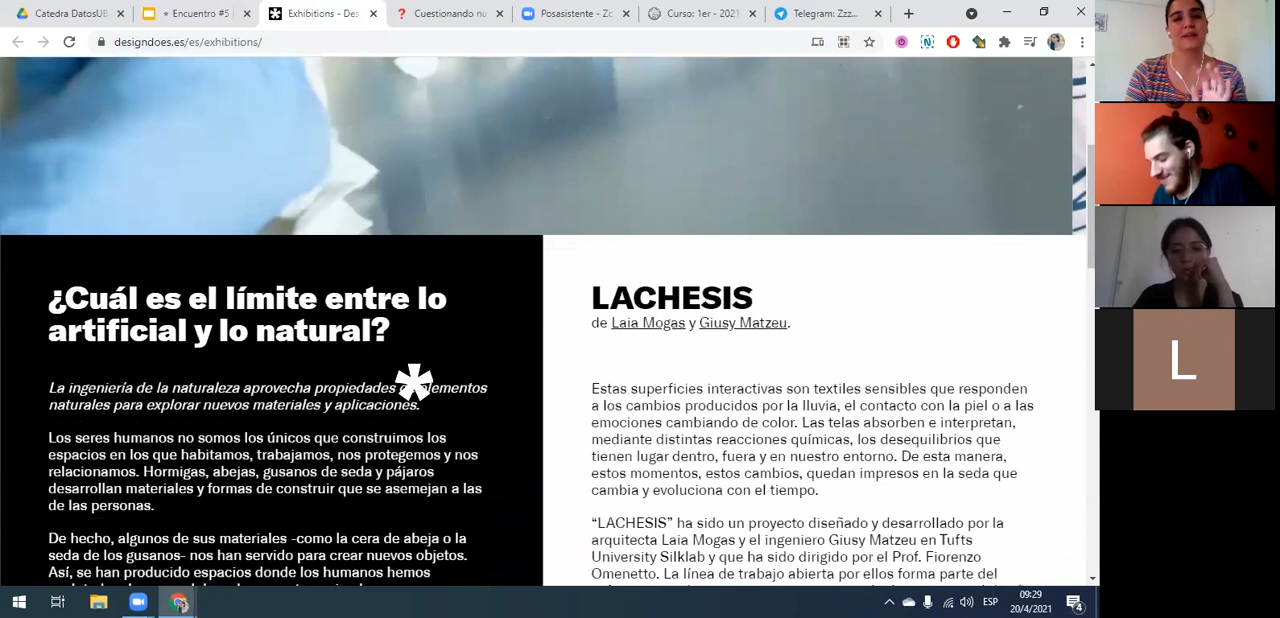 Catedra DatosUB
Encuentro #5
Exhibitions - Des
Cuestionando nu
Posasistente - Zc
Curso: 1er - 2021
Telegram: Zzz...
designdoes.es/es/exhibitions/
¿Cuál es el límite entre lo
artificial y lo natural?
La ingeniería de la naturaleza aprovecha propiedades elementos
naturales para explorar nuevos materiales y aplicaciones.
Los seres humanos no somos los únicos que construimos los
espacios en los que habitamos, trabajamos, nos protegemos y nos
relacionamos. Hormigas, abejas, gusanos de seda y pájaros
desarrollan materiales y formas de construir que se asemejan a las
de las personas.
De hecho, algunos de sus materiales -como la cera de abeja o la
seda de los gusanos- nos han servido para crear nuevos objetos.
Así, se han producido espacios donde los humanos hemos
LACHESIS
de Laia Mogas y Giusy Matzeu.
Estas superficies interactivas son textiles sensibles que responden
a los cambios producidos por la lluvia, el contacto con la piel o a las
emociones cambiando de color. Las telas absorben e interpretan,
mediante distintas reacciones químicas, los desequilibrios que
tienen lugar dentro, fuera y en nuestro entorno. De esta manera,
estos momentos, estos cambios, quedan impresos en la seda que
cambia y evoluciona con el tiempo.
“LACHESIS” ha sido un proyecto diseñado y desarrollado por la
arquitecta Laia Mogas y el ingeniero Giusy Matzeu en Tufts
University Silklab y que ha sido dirigido por el Prof. Fiorenzo
Omenetto. La línea de trabajo abierta por ellos forma parte del
L
ESP
09:29
20/4/2021
4